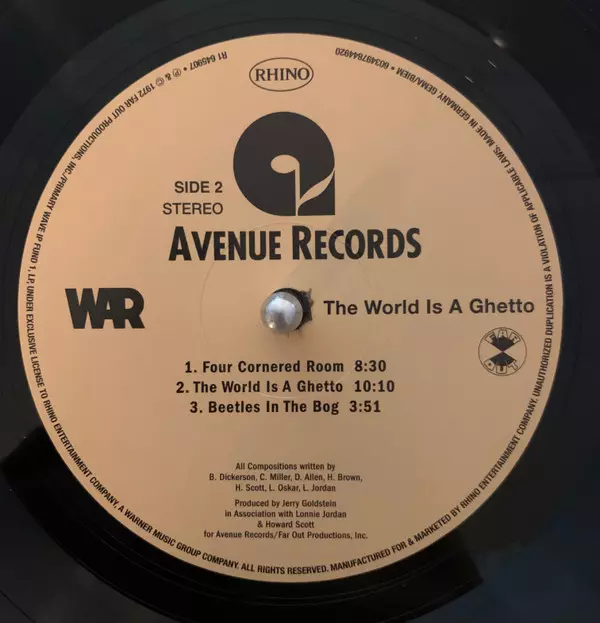 RHINO
SIDE 2
STEREO
AVENUE RECORDS
WAR
The World Is A Ghetto
FAR
OUT
1. Four Cornered Room 8:30
2. The World Is A Ghetto 10:10
3. Beetles In The Bog 3:51
All Compositions written by
B. Dickerson, C. Miller, D. Allen, H. Brown,
H. Scott, L. Oskar, L. Jordan
Produced by Jerry Goldstein
in Association with Lonnie Jordan
& Howard Scott
for Avenue Records/Far Out Productions, Inc.
R1 645907 • ℗ © 1972 FAR OUT PRODUCTIONS, INC./PRIMARY WAVE IP FUND 1, LP, UNDER EXCLUSIVE LICENSE TO RHINO ENTERTAINMENT COMPANY, A WARNER MUSIC GROUP COMPANY. ALL RIGHTS RESERVED. MANUFACTURED FOR & MARKETED BY RHINO ENTERTAINMENT COMPANY. UNAUTHORIZED DUPLICATION IS A VIOLATION OF APPLICABLE LAWS. MADE IN GERMANY. GEMA/BIEM • 603497844920